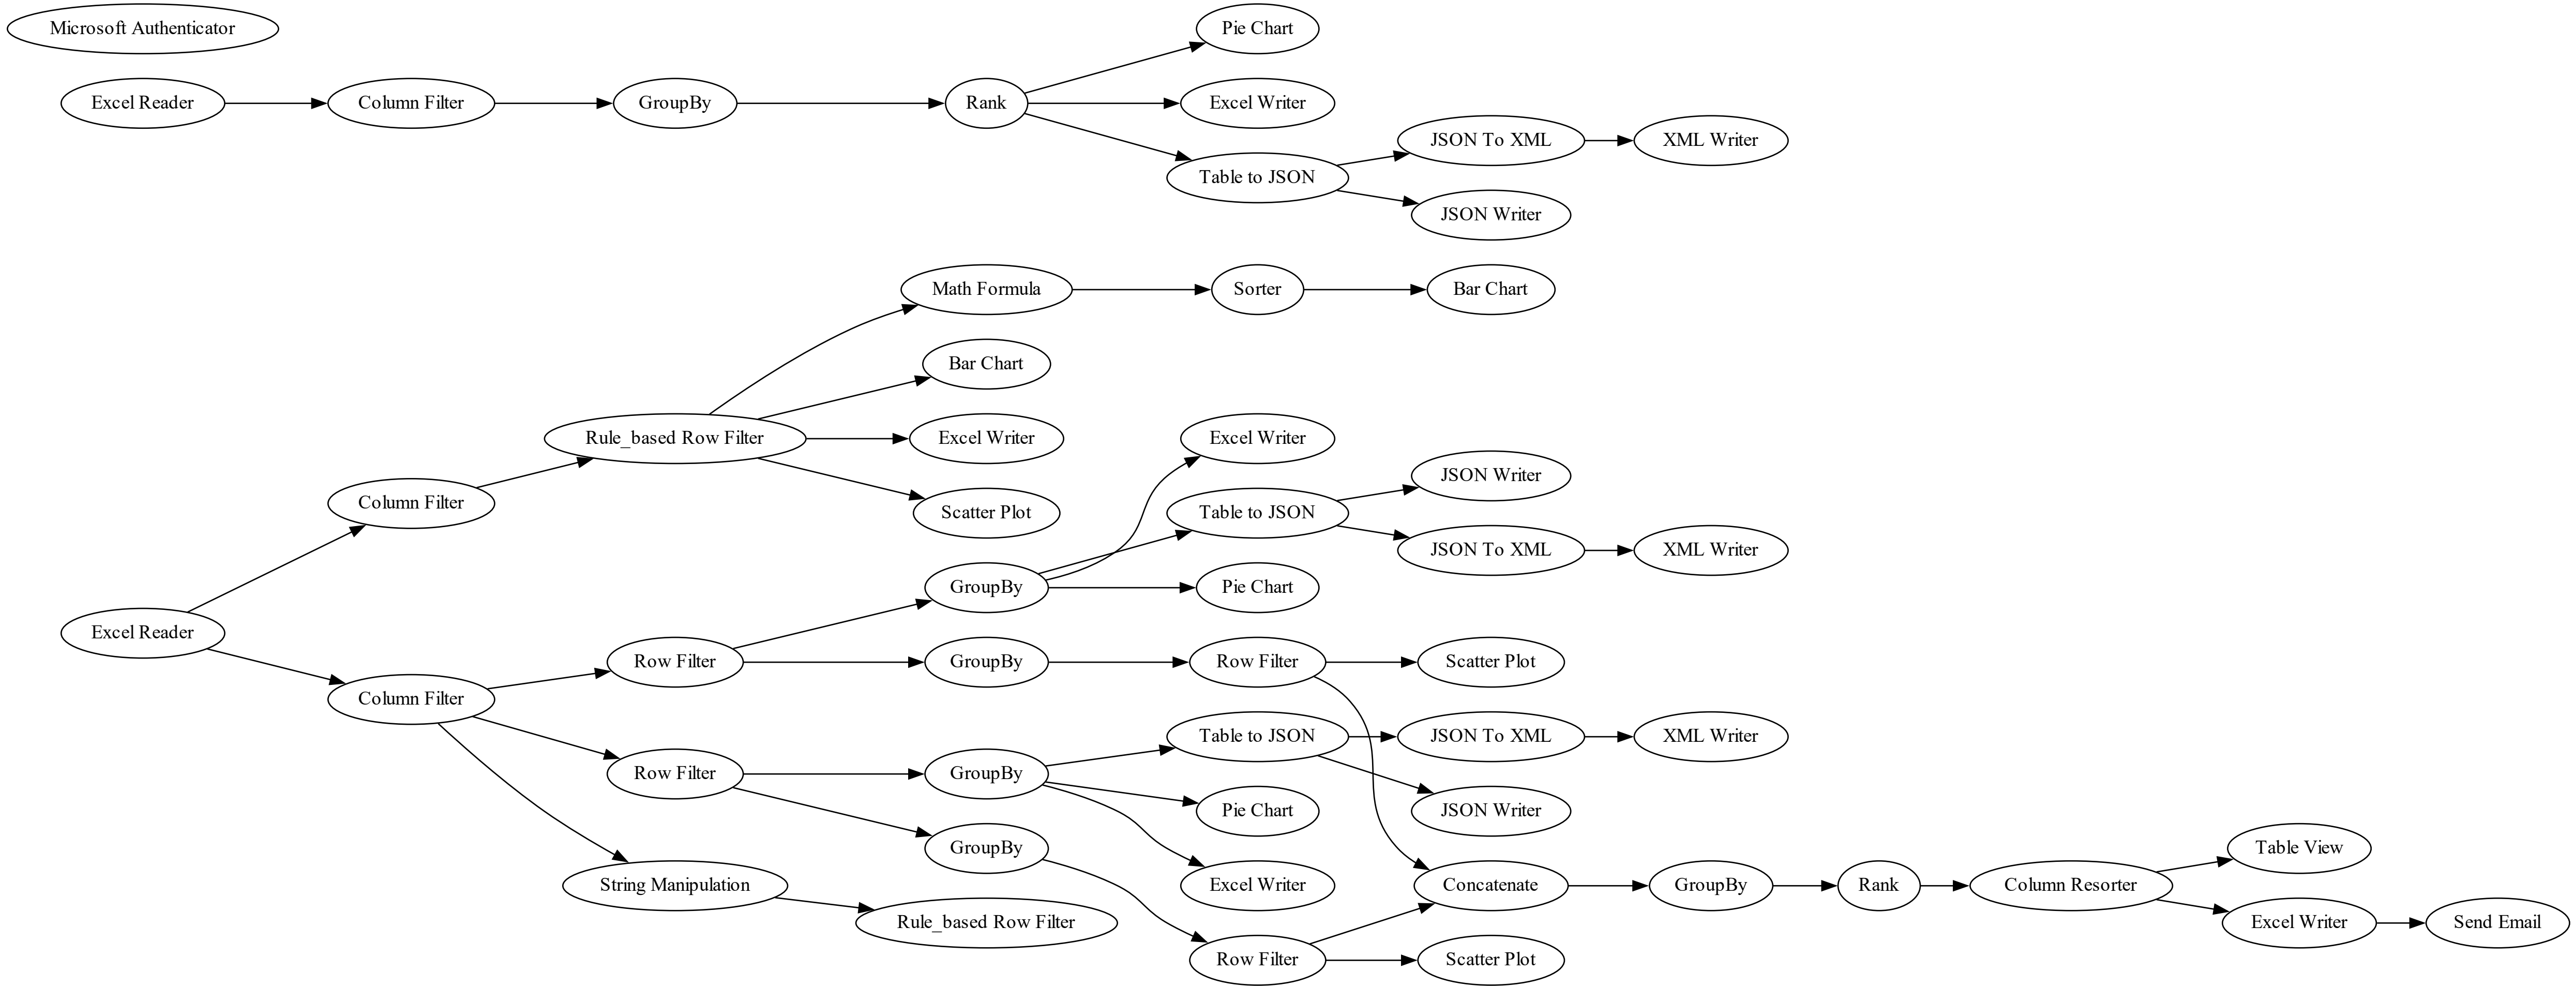 Microsoft Authenticator
Pie Chart
Excel Reader
Column Filter
GroupBy
Rank
Excel Writer
JSON To XML
XML Writer
Table to JSON
JSON Writer
Math Formula
Sorter
Bar Chart
Bar Chart
Rule_based Row Filter
Excel Writer
Excel Writer
JSON Writer
Column Filter
Scatter Plot
Table to JSON
JSON To XML
XML Writer
GroupBy
Pie Chart
Excel Reader
Row Filter
GroupBy
Row Filter
Scatter Plot
Column Filter
Table to JSON
JSON To XML
XML Writer
Row Filter
GroupBy
Pie Chart
JSON Writer
GroupBy
Table View
String Manipulation
Excel Writer
Concatenate
GroupBy
Rank
Column Resorter
Rule_based Row Filter
Excel Writer
Send Email
Row Filter
Scatter Plot